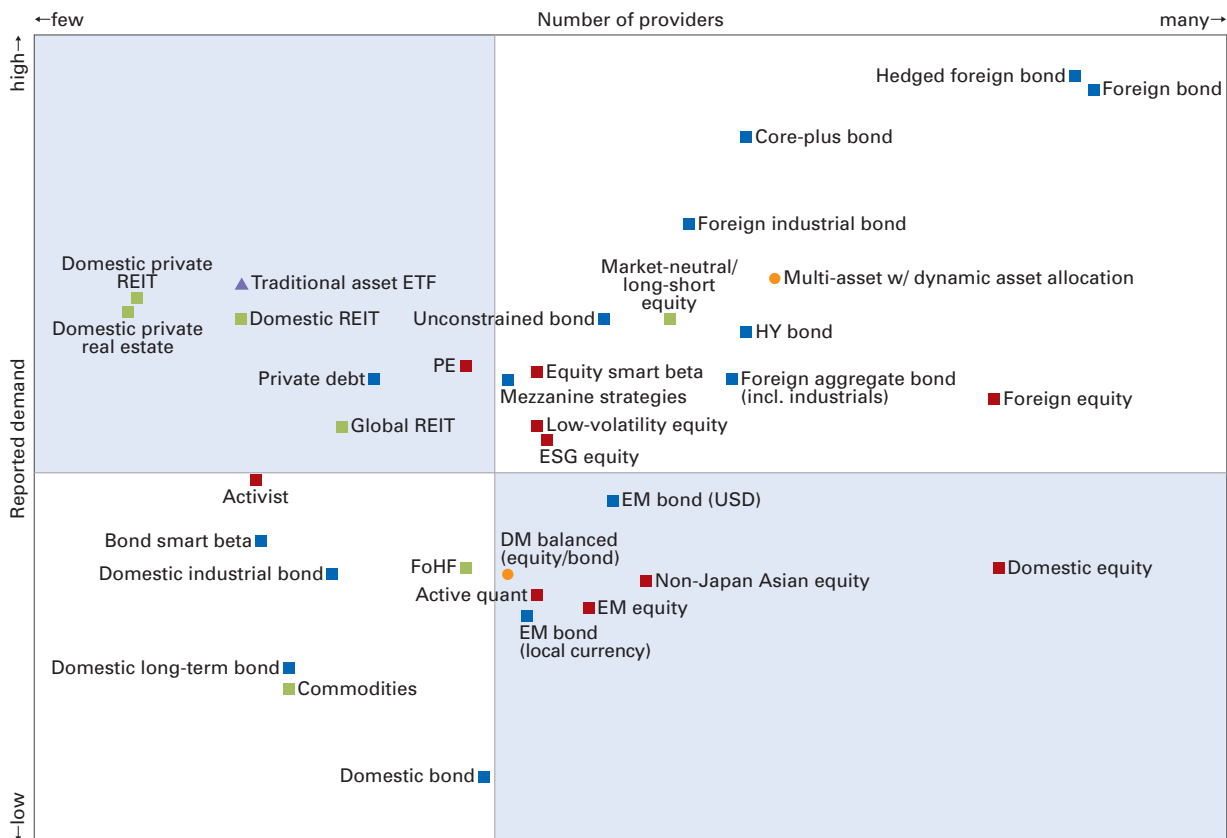 ←few
Number of providers
many→
high→
Reported demand
←low
Hedged foreign bond
Foreign bond
Core-plus bond
Foreign industrial bond
Domestic private
REIT
Traditional asset ETF
Market-neutral/
long-short
equity
Multi-asset w/ dynamic asset allocation
Domestic private
real estate
Domestic REIT
Unconstrained bond
HY bond
PE
Equity smart beta
Private debt
Mezzanine strategies
Foreign aggregate bond
(incl. industrials)
Foreign equity
Global REIT
Low-volatility equity
ESG equity
Activist
EM bond (USD)
Bond smart beta
DM balanced
(equity/bond)
Domestic industrial bond
FoHF
Non-Japan Asian equity
Domestic equity
Active quant
EM equity
EM bond
(local currency)
Domestic long-term bond
Commodities
Domestic bond